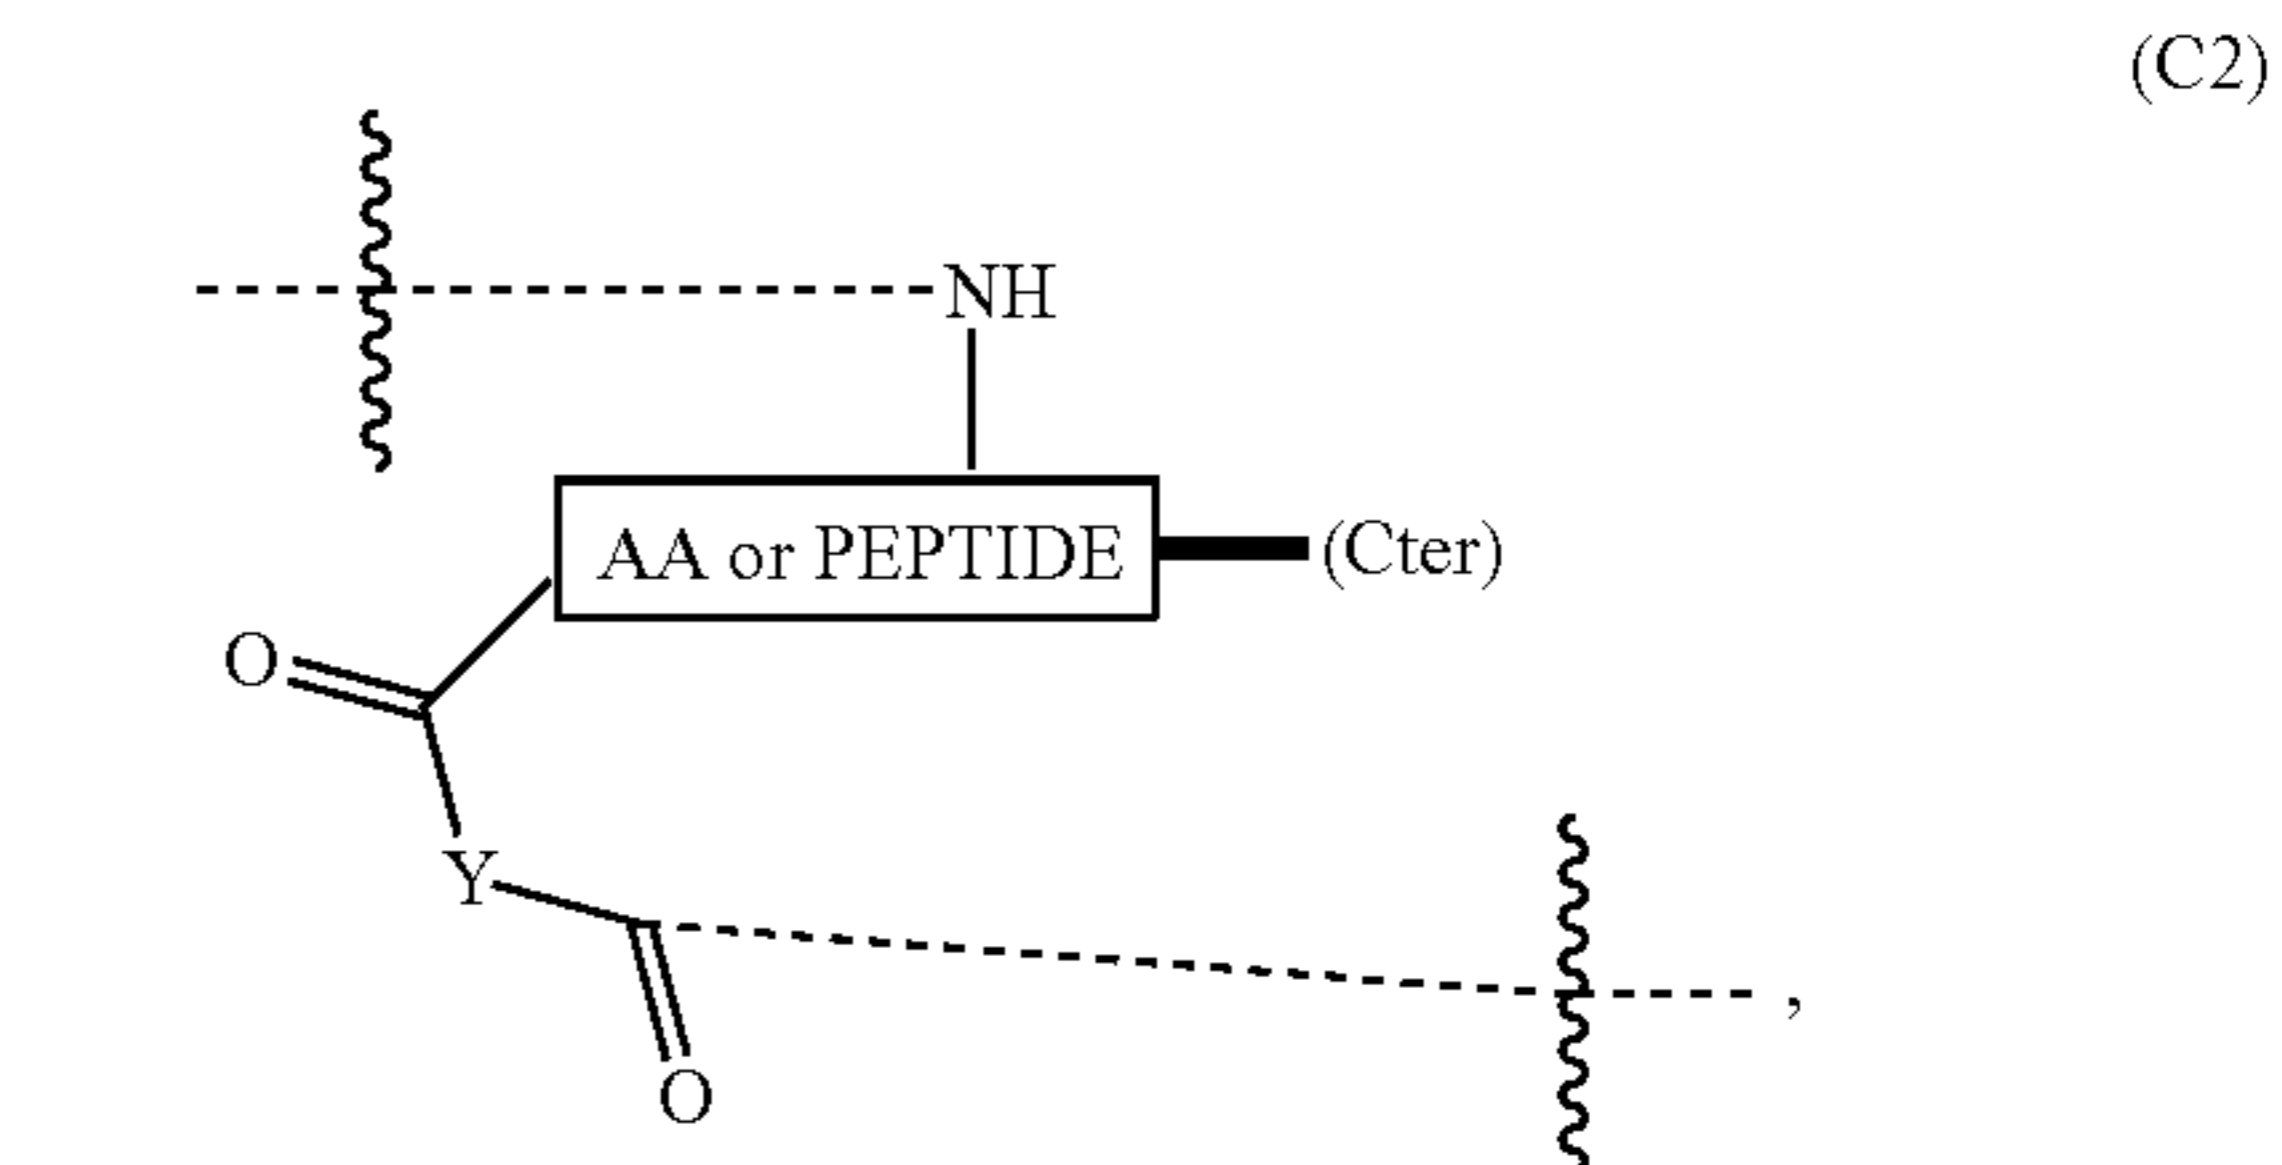 (C2)
NH
AA or PEPTIDE (Cter)
O
Y
,
O